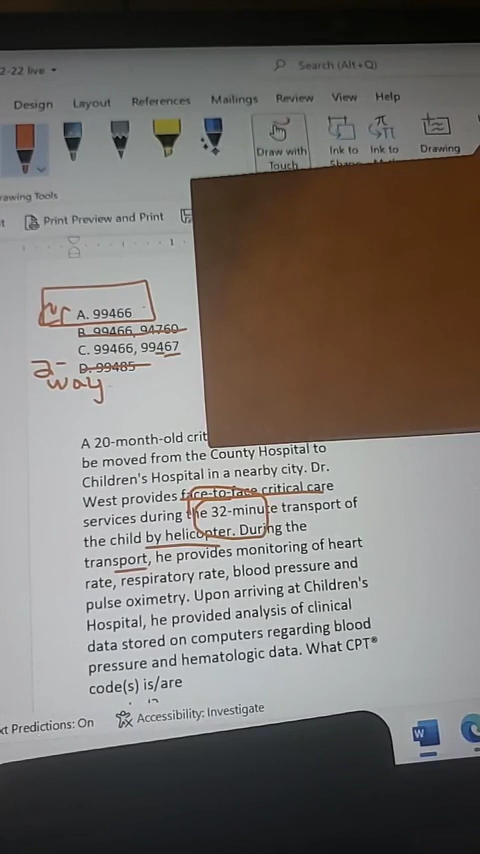 2-22 live
Search (Alt+Q)
Design Layout References Mailings Review View Help
Draw with Touch
Ink to
Ink to
Drawing
Drawing Tools
Print Preview and Print
hr
A. 99466
B. 99466, 94760
C. 99466, 99467
D. 99485
2-way
A 20-month-old crit
be moved from the County Hospital to
Children's Hospital in a nearby city. Dr.
West provides face-to-face critical care
services during the 32-minute transport of
the child by helicopter. During the
transport, he provides monitoring of heart
rate, respiratory rate, blood pressure and
pulse oximetry. Upon arriving at Children's
Hospital, he provided analysis of clinical
data stored on computers regarding blood
pressure and hematologic data. What CPT®
code(s) is/are
xt Predictions: On
Accessibility: Investigate
W